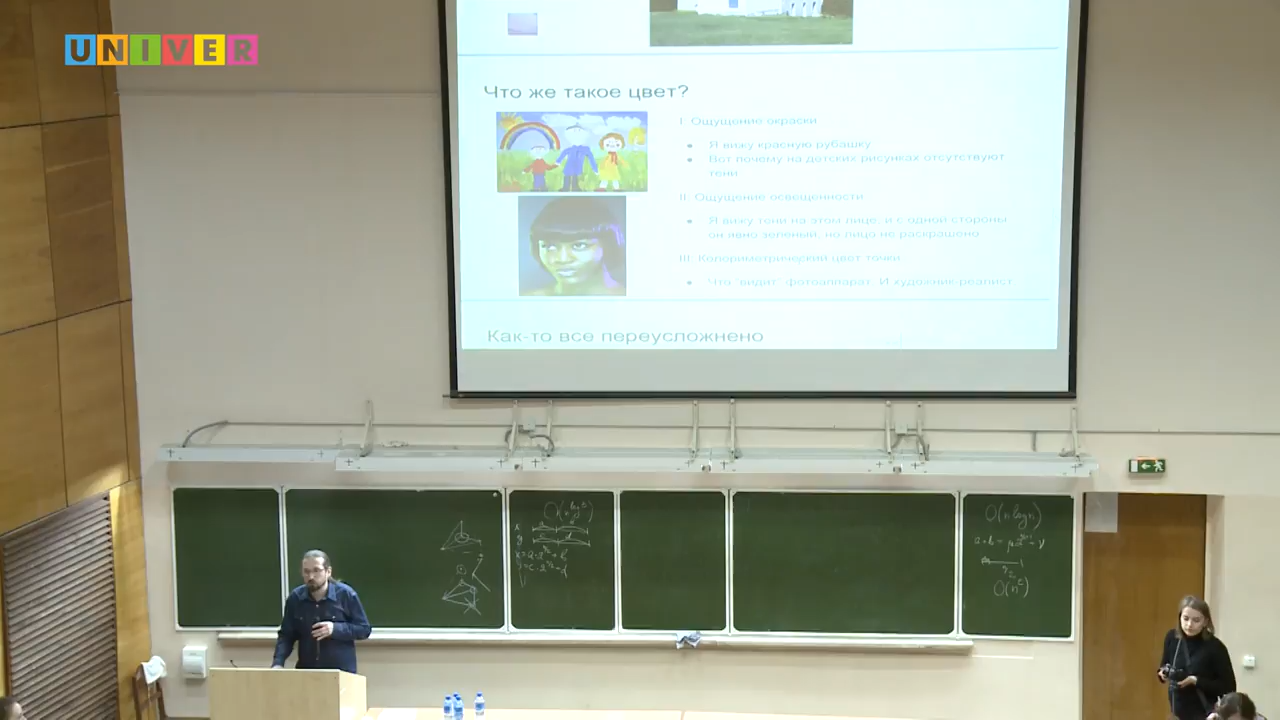 UNIVER
Что же такое цвет?
I. Ощущение окраски
Я вижу красную рубашку
Вот почему на детских рисунках отсутствуют
тени
II. Ощущение освещенности
Я вижу тени на этом лице, и с одной стороны
он явно зеленый, но лицо не раскрашено
III. Колориметрический цвет точки
Что "видит" фотоаппарат. И художник-реалист
Как-то все переусложнено
O(n log n)